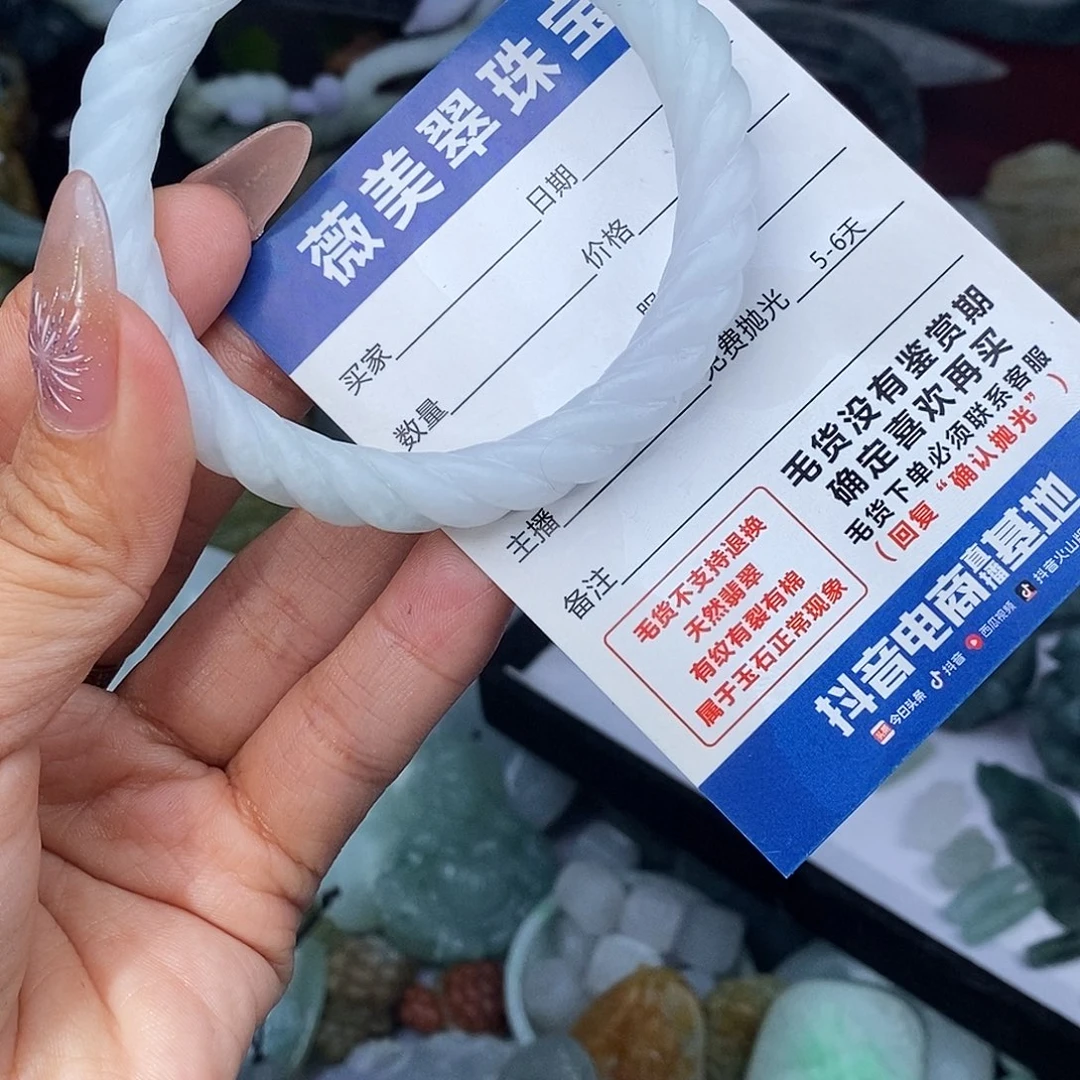 薇美翠珠宝
买家 日期
数量 价格
主播
免费抛光 5-6天
备注
毛货不支持退换
天然翡翠
有纹有裂有棉
属于玉石正常现象
毛货没有鉴赏期
确定喜欢再买
毛货下单必须联系客服
(回复“确认抛光”)
抖音电商直播基地
今日头条 抖音 西瓜视频 抖音火山版